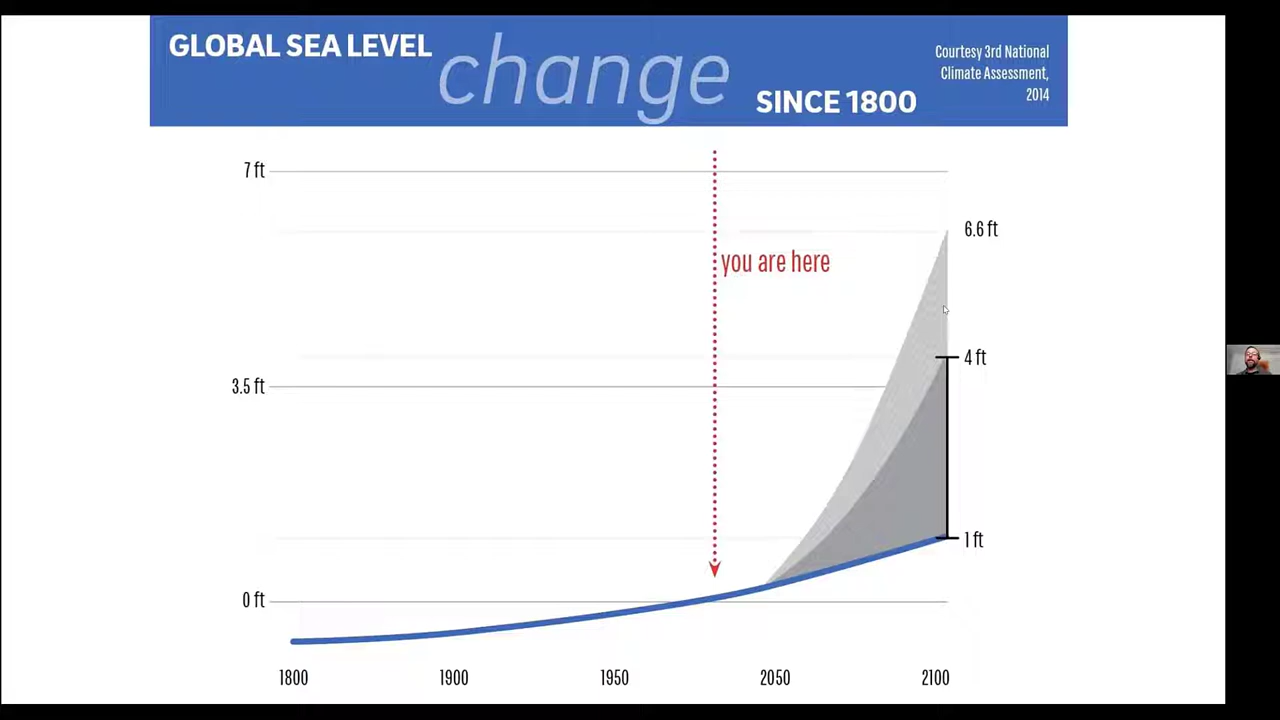 GLOBAL SEA LEVEL
change
SINCE 1800
Courtesy 3rd National
Climate Assessment,
2014
7 ft
6.6 ft
you are here
4 ft
3.5 ft
1 ft
0 ft
1800
1900
1950
2050
2100